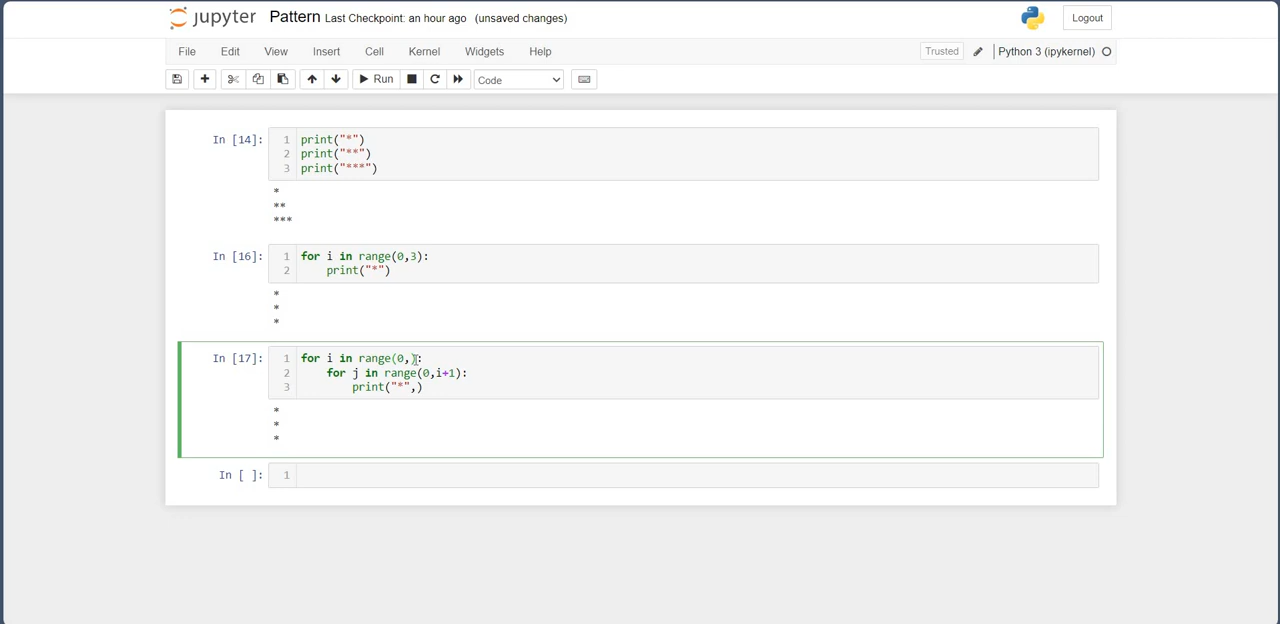 jupyter Pattern Last Checkpoint: an hour ago (unsaved changes) Logout
File Edit View Insert Cell Kernel Widgets Help Trusted Python 3 (ipykernel)
Run Code
In [14]: 1 print("*")
2 print("**")
3 print("***")
*
**
***
In [16]: 1 for i in range(0,3):
2 print("*")
*
*
*
In [17]: 1 for i in range(0,):
2 for j in range(0,i+1):
3 print("*",)
*
*
*
In [ ]: 1